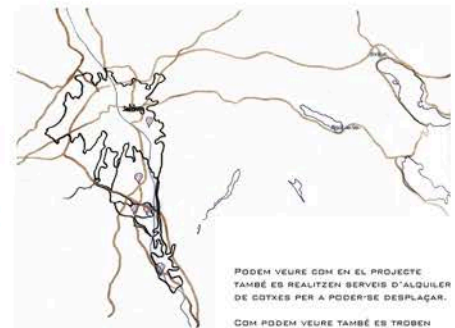 Salzburg
PODEM VEURE COM EN EL PROJECTE
TAMBÉ ES REALITZEN SERVEIS D'ALQUILER
DE COTXES PER A PODER-SE DESPLAÇAR.
COM PODEM VEURE TAMBÉ ES TROBEN